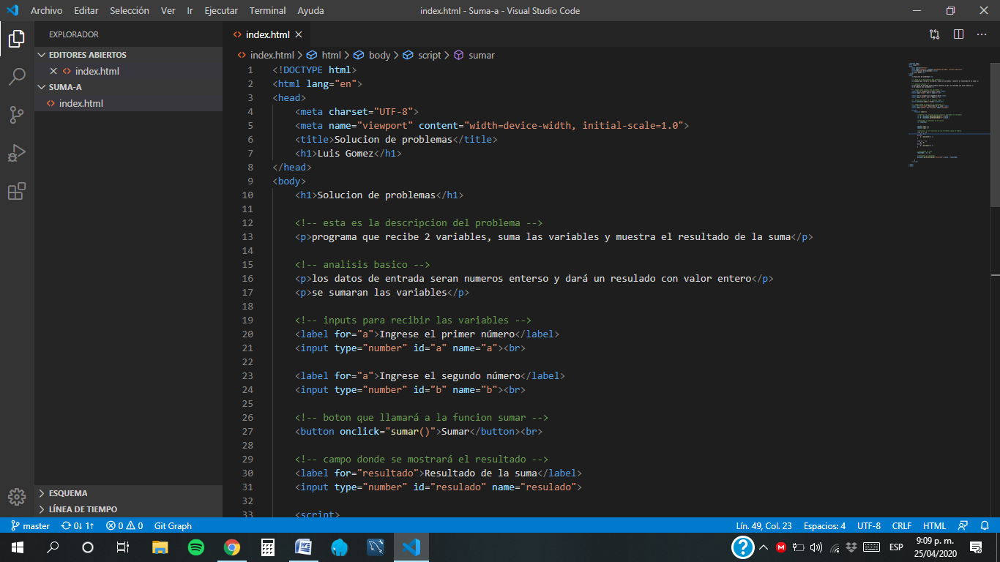 Archivo Editar Selección Ver Ir Ejecutar Terminal Ayuda index.html - Suma-a - Visual Studio Code
EXPLORADOR
EDITORES ABIERTOS
index.html
SUMA-A
index.html
ESQUEMA
LÍNEA DE TIEMPO
index.html
index.html > html > body > script > sumar
1 <!DOCTYPE html>
2 <html lang="en">
3 <head>
4 <meta charset="UTF-8">
5 <meta name="viewport" content="width=device-width, initial-scale=1.0">
6 <title>Solucion de problemas</title>
7 <h1>Luis Gomez</h1>
8 </head>
9 <body>
10 <h1>Solucion de problemas</h1>
11
12 <!-- esta es la descripcion del problema -->
13 <p>programa que recibe 2 variables, suma las variables y muestra el resultado de la suma</p>
14
15 <!-- analisis basico -->
16 <p>los datos de entrada seran numeros enterso y dará un resulado con valor entero</p>
17 <p>se sumaran las variables</p>
18
19 <!-- inputs para recibir las variables -->
20 <label for="a">Ingrese el primer número</label>
21 <input type="number" id="a" name="a"><br>
22
23 <label for="a">Ingrese el segundo número</label>
24 <input type="number" id="b" name="b"><br>
25
26 <!-- boton que llamará a la funcion sumar -->
27 <button onclick="sumar()">Sumar</button><br>
28
29 <!-- campo donde se mostrará el resultado -->
30 <label for="resultado">Resultado de la suma</label>
31 <input type="number" id="resulado" name="resulado">
32
33 <script>
master 0↓ 1↑ 0 0 Git Graph Lín. 49, Col. 23 Espacios: 4 UTF-8 CRLF HTML
ESP 9:09 p. m.
25/04/2020